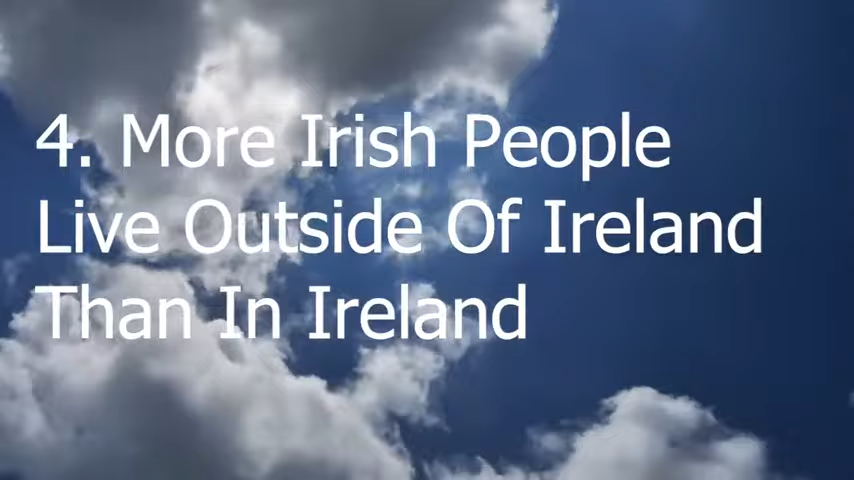 4. More Irish People
Live Outside Of Ireland
Than In Ireland